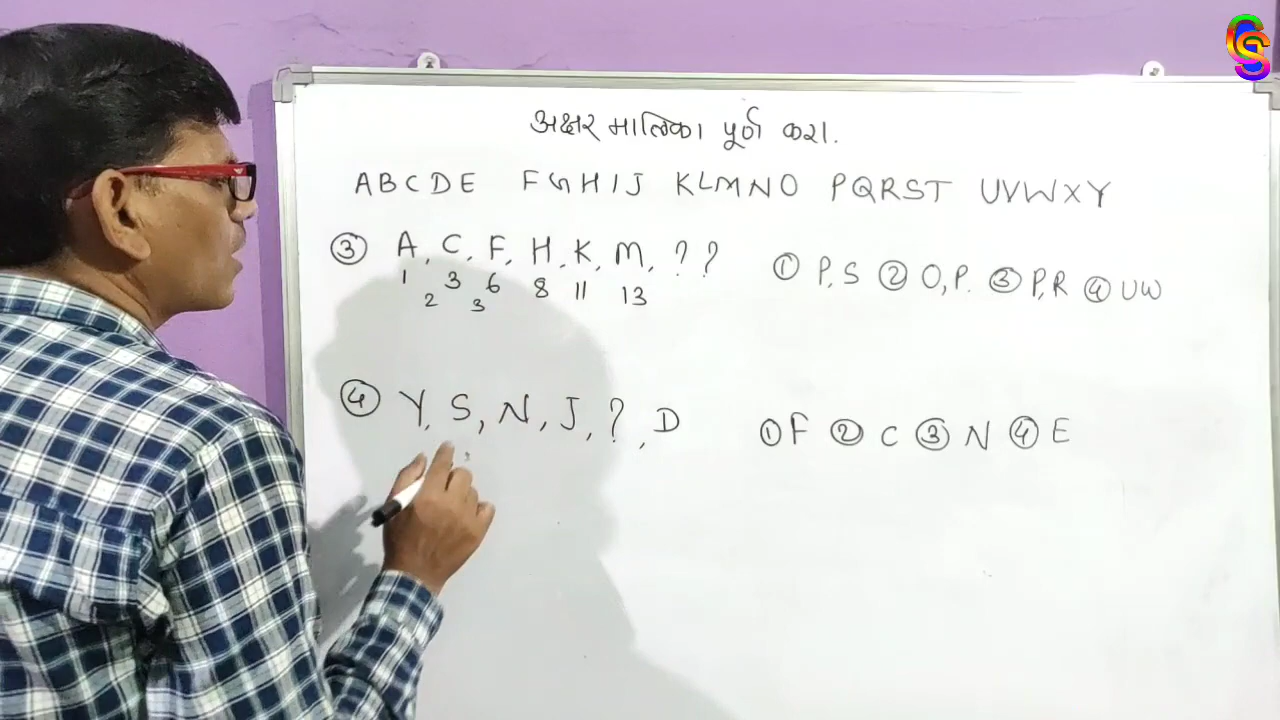 अक्षर मालिका पूर्ण करा.
ABCDE FGHIJ KLMNO PQRST UVWXY
③ A, C, F, H, K, M, ? ? ① P, S ② O, P. ③ P, R ④ UW
1 3 6 8 11 13
2 3
④ Y, S, N, J, ?, D ① F ② C ③ N ④ E